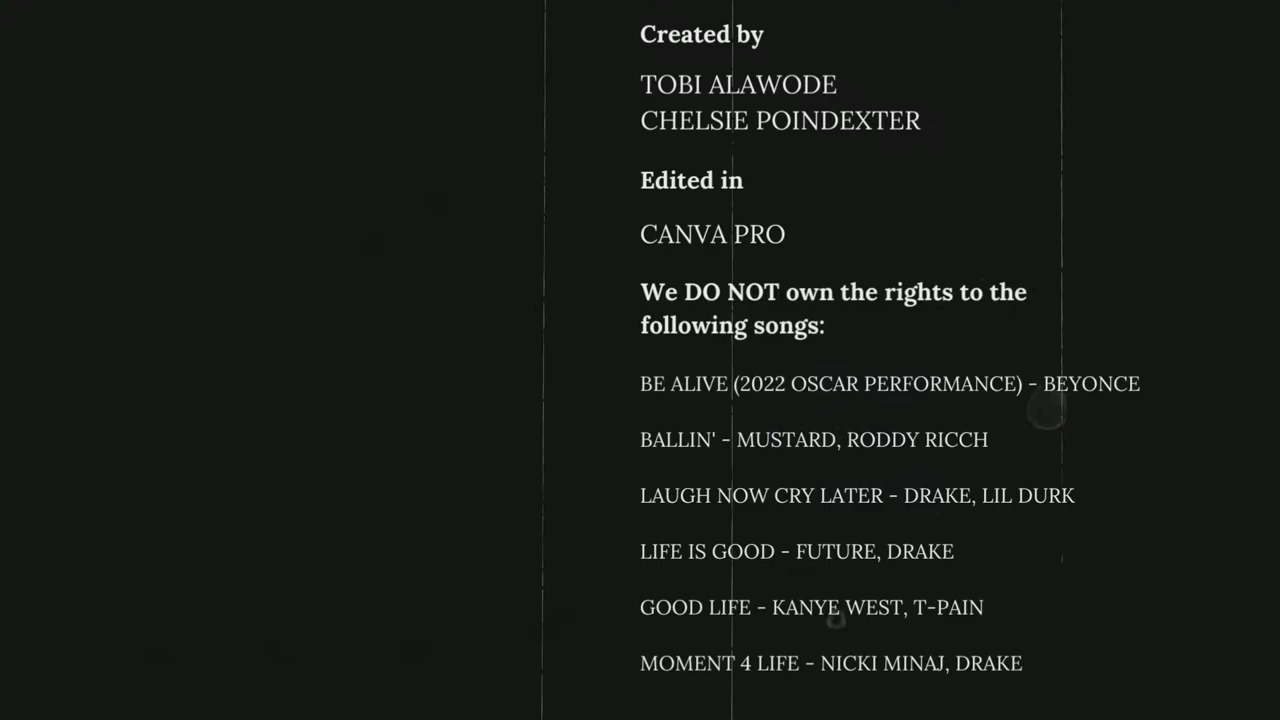 Created by
TOBI ALAWODE
CHELSIE POINDEXTER
Edited in
CANVA PRO
We DO NOT own the rights to the
following songs:
BE ALIVE (2022 OSCAR PERFORMANCE) - BEYONCE
BALLIN' - MUSTARD, RODDY RICCH
LAUGH NOW CRY LATER - DRAKE, LIL DURK
LIFE IS GOOD - FUTURE, DRAKE
GOOD LIFE - KANYE WEST, T-PAIN
MOMENT 4 LIFE - NICKI MINAJ, DRAKE